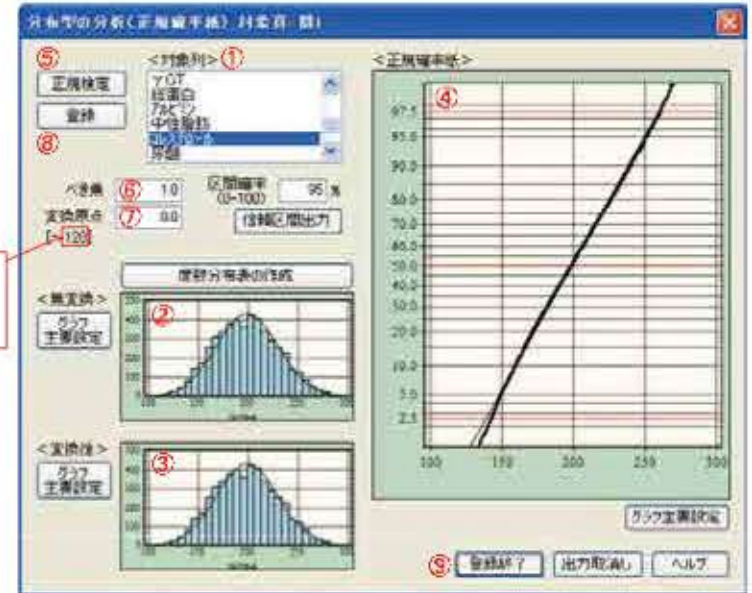 分布型の分析(正規確率紙) 対象頁 : 期1
⑤
正規検定
登録
⑧
<対象列> ①
γGT
総蛋白
アルブミン
中性脂肪
コレステロール
尿酸
べき乗 ⑥ 1.0
区間確率 (0-100) 95 %
変換原点 ⑦ 0.0
信頼区間出力
[~120]
度数分布表の作成
<無変換>
グラフ
主要設定
②
<変換後>
グラフ
主要設定
③
<正規確率紙>
④
97.5
95.0
90.0
80.0
70.0
60.0
50.0
40.0
30.0
20.0
10.0
5.0
2.5
100 150 200 250 300
グラフ主要設定
⑨ 登録終了 出力取消し ヘルプ